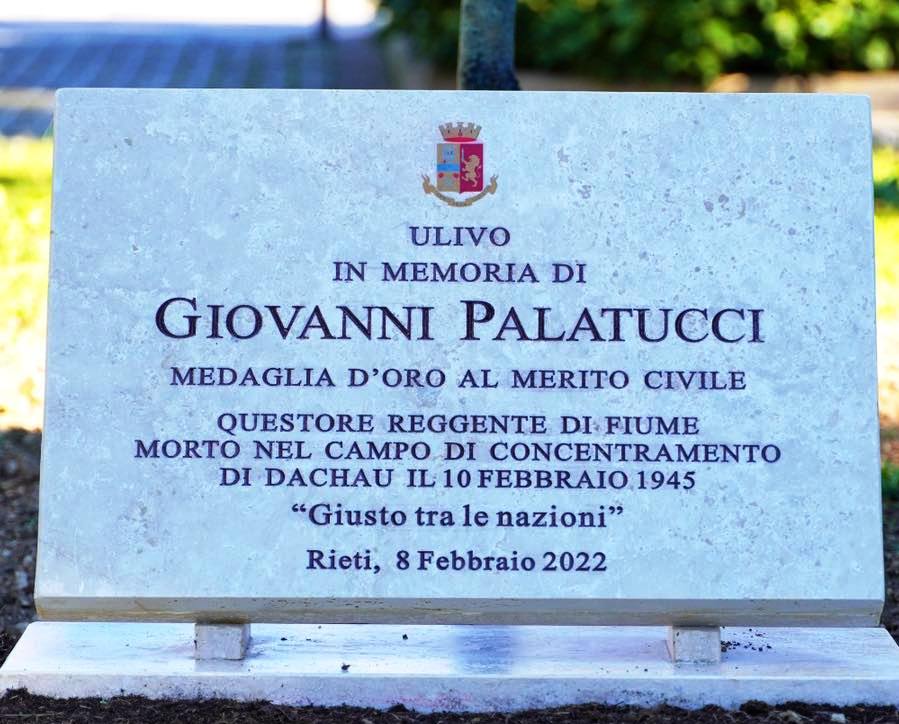 ULIVO
IN MEMORIA DI
GIOVANNI PALATUCCI
MEDAGLIA D'ORO AL MERITO CIVILE
QUESTORE REGGENTE DI FIUME
MORTO NEL CAMPO DI CONCENTRAMENTO
DI DACHAU IL 10 FEBBRAIO 1945
“Giusto tra le nazioni”
Rieti, 8 Febbraio 2022